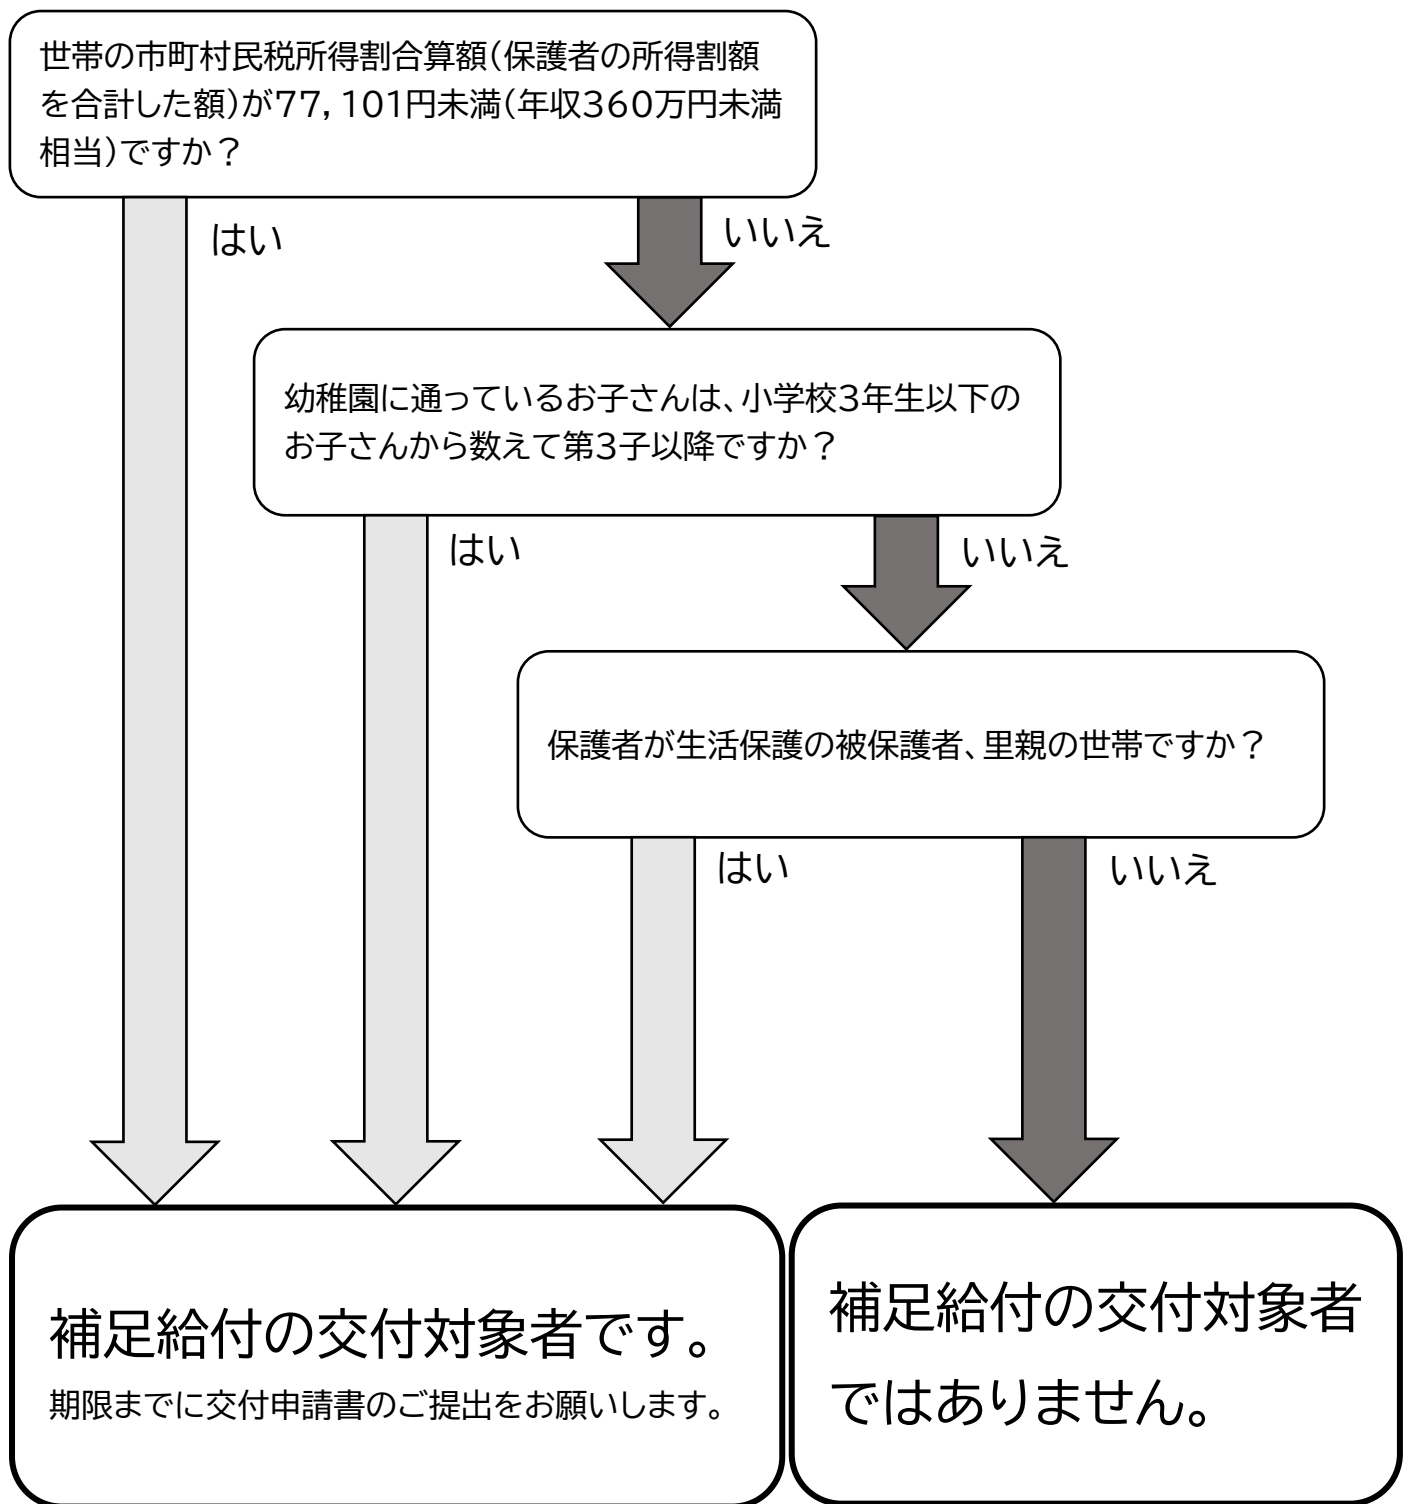 世帯の市町村民税所得割合算額(保護者の所得割額
を合計した額)が77,101円未満(年収360万円未満
相当)ですか?
はい
いいえ
幼稚園に通っているお子さんは、小学校3年生以下の
お子さんから数えて第3子以降ですか?
はい
いいえ
保護者が生活保護の被保護者、里親の世帯ですか?
はい
いいえ
補足給付の交付対象者です。
期限までに交付申請書のご提出をお願いします。
補足給付の交付対象者
ではありません。